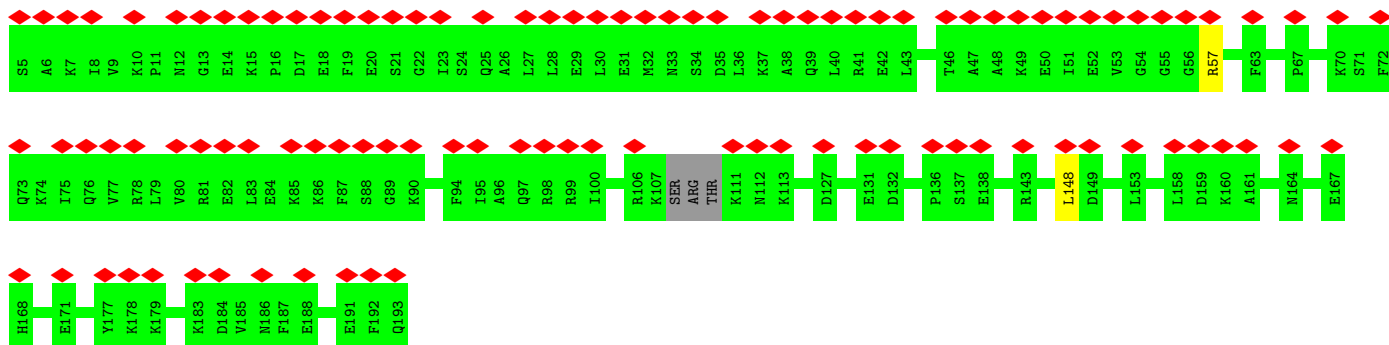 S5 A6 K7 I8 V9 K10 P11 N12 G13 E14 K15 P16 D17 E18 F19 E20 S21 G22 I23 S24 Q25 A26 L27 L28 E29 L30 E31 M32 N33 S34 D35 L36 K37 A38 Q39 L40 R41 E42 L43 T46 A47 A48 K49 E50 I51 E52 V53 G54 G55 G56 R57 F63 P67 K70 S71 F72
Q73 K74 I75 Q76 V77 R78 L79 V80 R81 E82 L83 E84 K85 K86 F87 S88 G89 K90 F94 I95 A96 Q97 R98 R99 I100 R106 K107 SER ARG THR K111 N112 K113 D127 E131 D132 P136 S137 E138 R143 L148 D149 L153 L158 D159 K160 A161 N164 E167
H168 E171 Y177 K178 K179 K183 D184 V185 N186 F187 E188 E191 F192 Q193